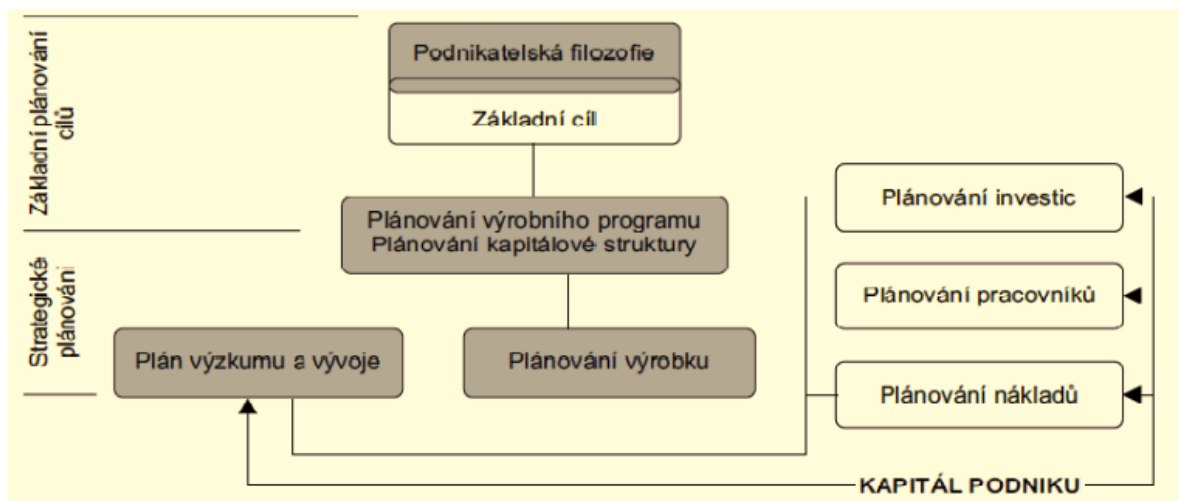 Základní plánování
cílů
Podnikatelská filozofie
Základní cíl
Plánování výrobního programu
Plánování kapitálové struktury
Plánování investic
Plánování pracovníků
Strategické
plánování
Plán výzkumu a vývoje
Plánování výrobku
Plánování nákladů
KAPITÁL PODNIKU